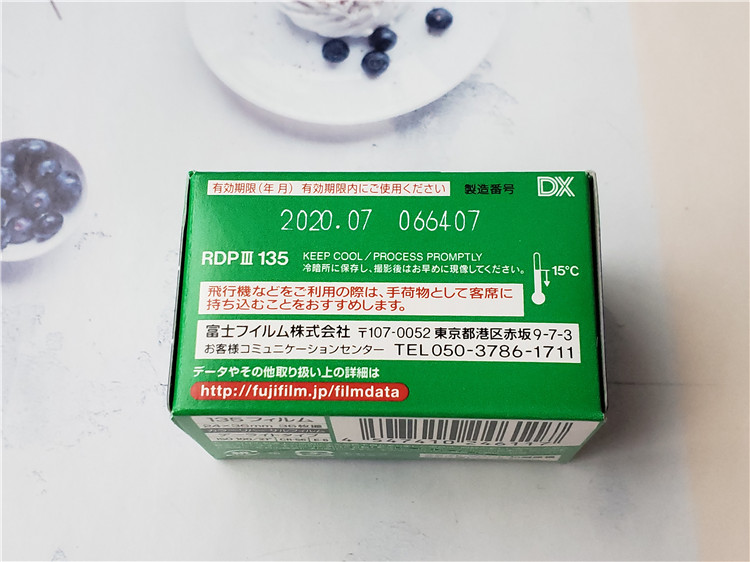 有効期限(年月) 有効期限内にご使用ください 製造番号 DX
2020.07 066407
RDPⅢ 135 KEEP COOL/PROCESS PROMPTLY
冷暗所に保存し、撮影後はお早めに現像してください。 15°C
飛行機などをご利用の際は、手荷物として客席に
持ち込むことをおすすめします。
富士フイルム株式会社 〒107-0052 東京都港区赤坂9-7-3
お客様コミュニケーションセンター TEL050-3786-1711
データやその他取り扱い上の詳細は
http://fujifilm.jp/filmdata
135フィルム
24×36mm 36枚撮